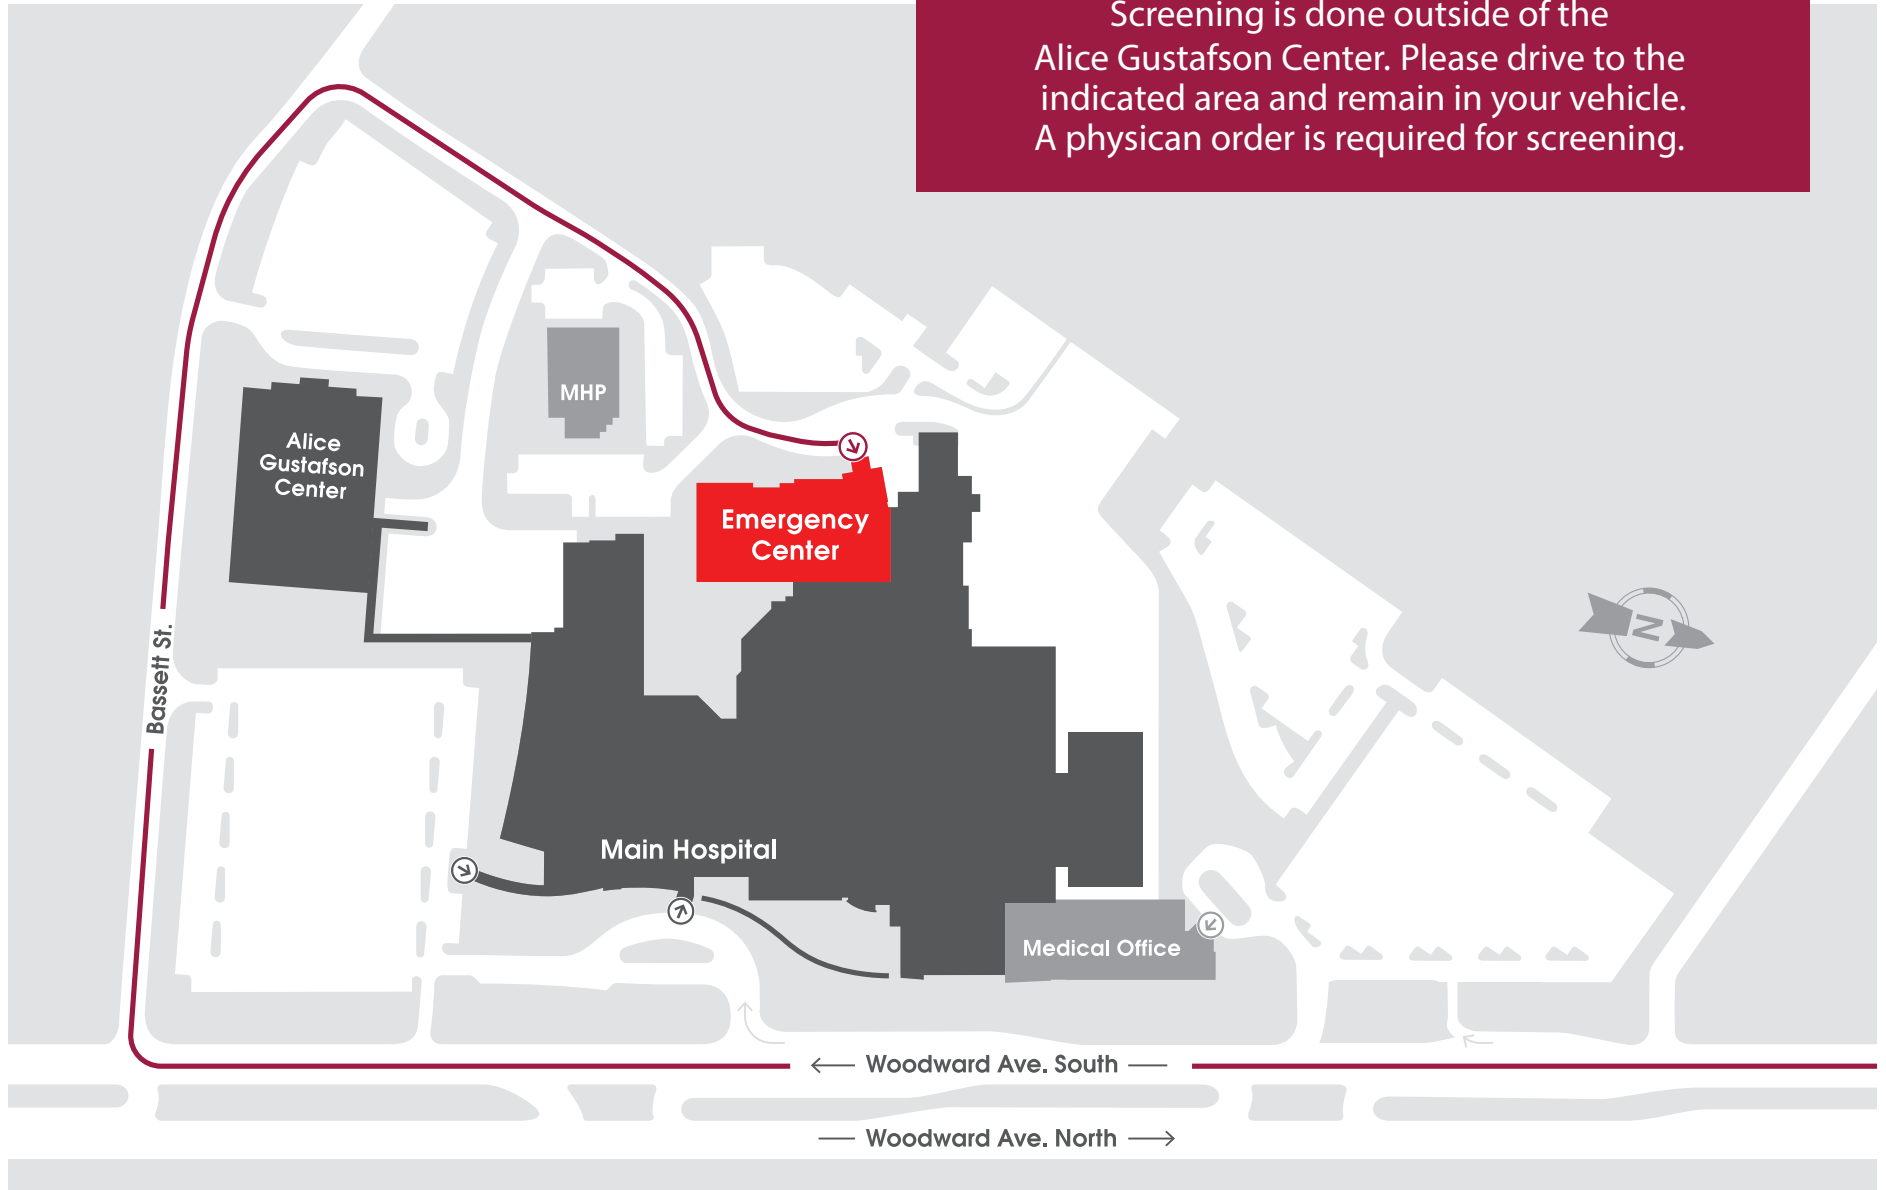 Screening is done outside of the
Alice Gustafson Center. Please drive to the
indicated area and remain in your vehicle.
A physican order is required for screening.
MHP
Alice
Gustafson
Center
Emergency
Center
Bassett St.
N
Main Hospital
Medical Office
Woodward Ave. South
Woodward Ave. North